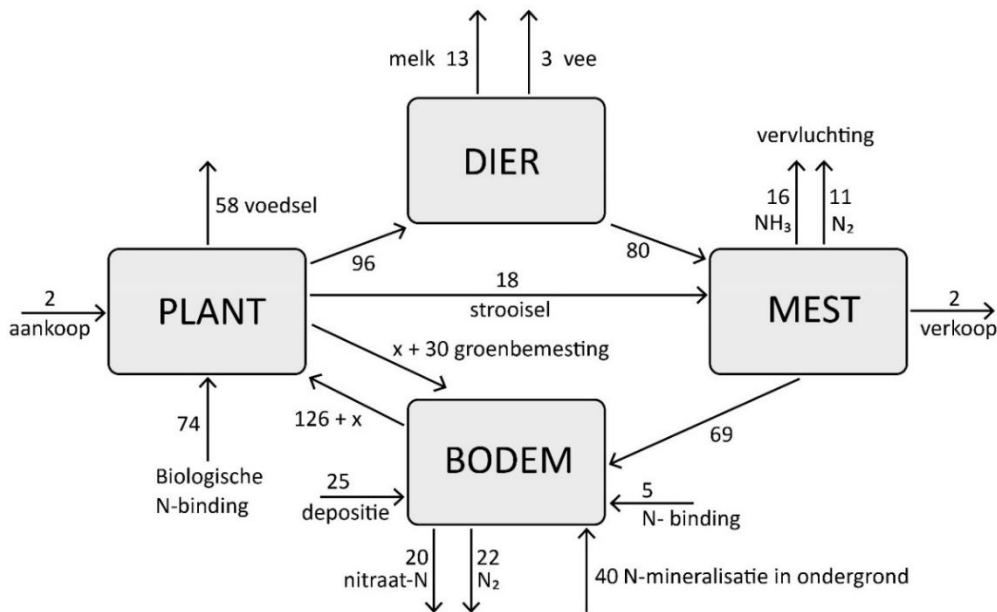 melk 13
3 vee
DIER
vervluchting
16
NH₃
11
N₂
58 voedsel
96
80
2
aankoop
PLANT
18
strooisel
MEST
2
verkoop
x + 30 groenbemesting
126 + x
74
Biologische
N-binding
69
BODEM
25
depositie
5
N- binding
20
nitraat-N
22
N₂
40 N-mineralisatie in ondergrond